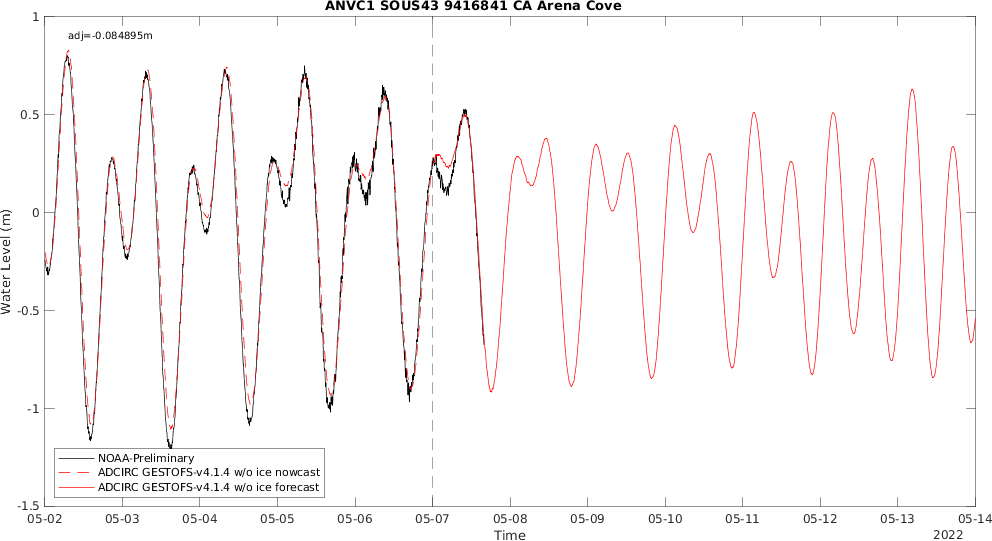 ANVC1 SOUS43 9416841 CA Arena Cove
adj=-0.084895m
1
0.5
0
-0.5
-1
-1.5
Water Level (m)
NOAA-Preliminary
ADCIRC GESTOFS-v4.1.4 w/o ice nowcast
ADCIRC GESTOFS-v4.1.4 w/o ice forecast
05-02 05-03 05-04 05-05 05-06 05-07 05-08 05-09 05-10 05-11 05-12 05-13 05-14
Time
2022